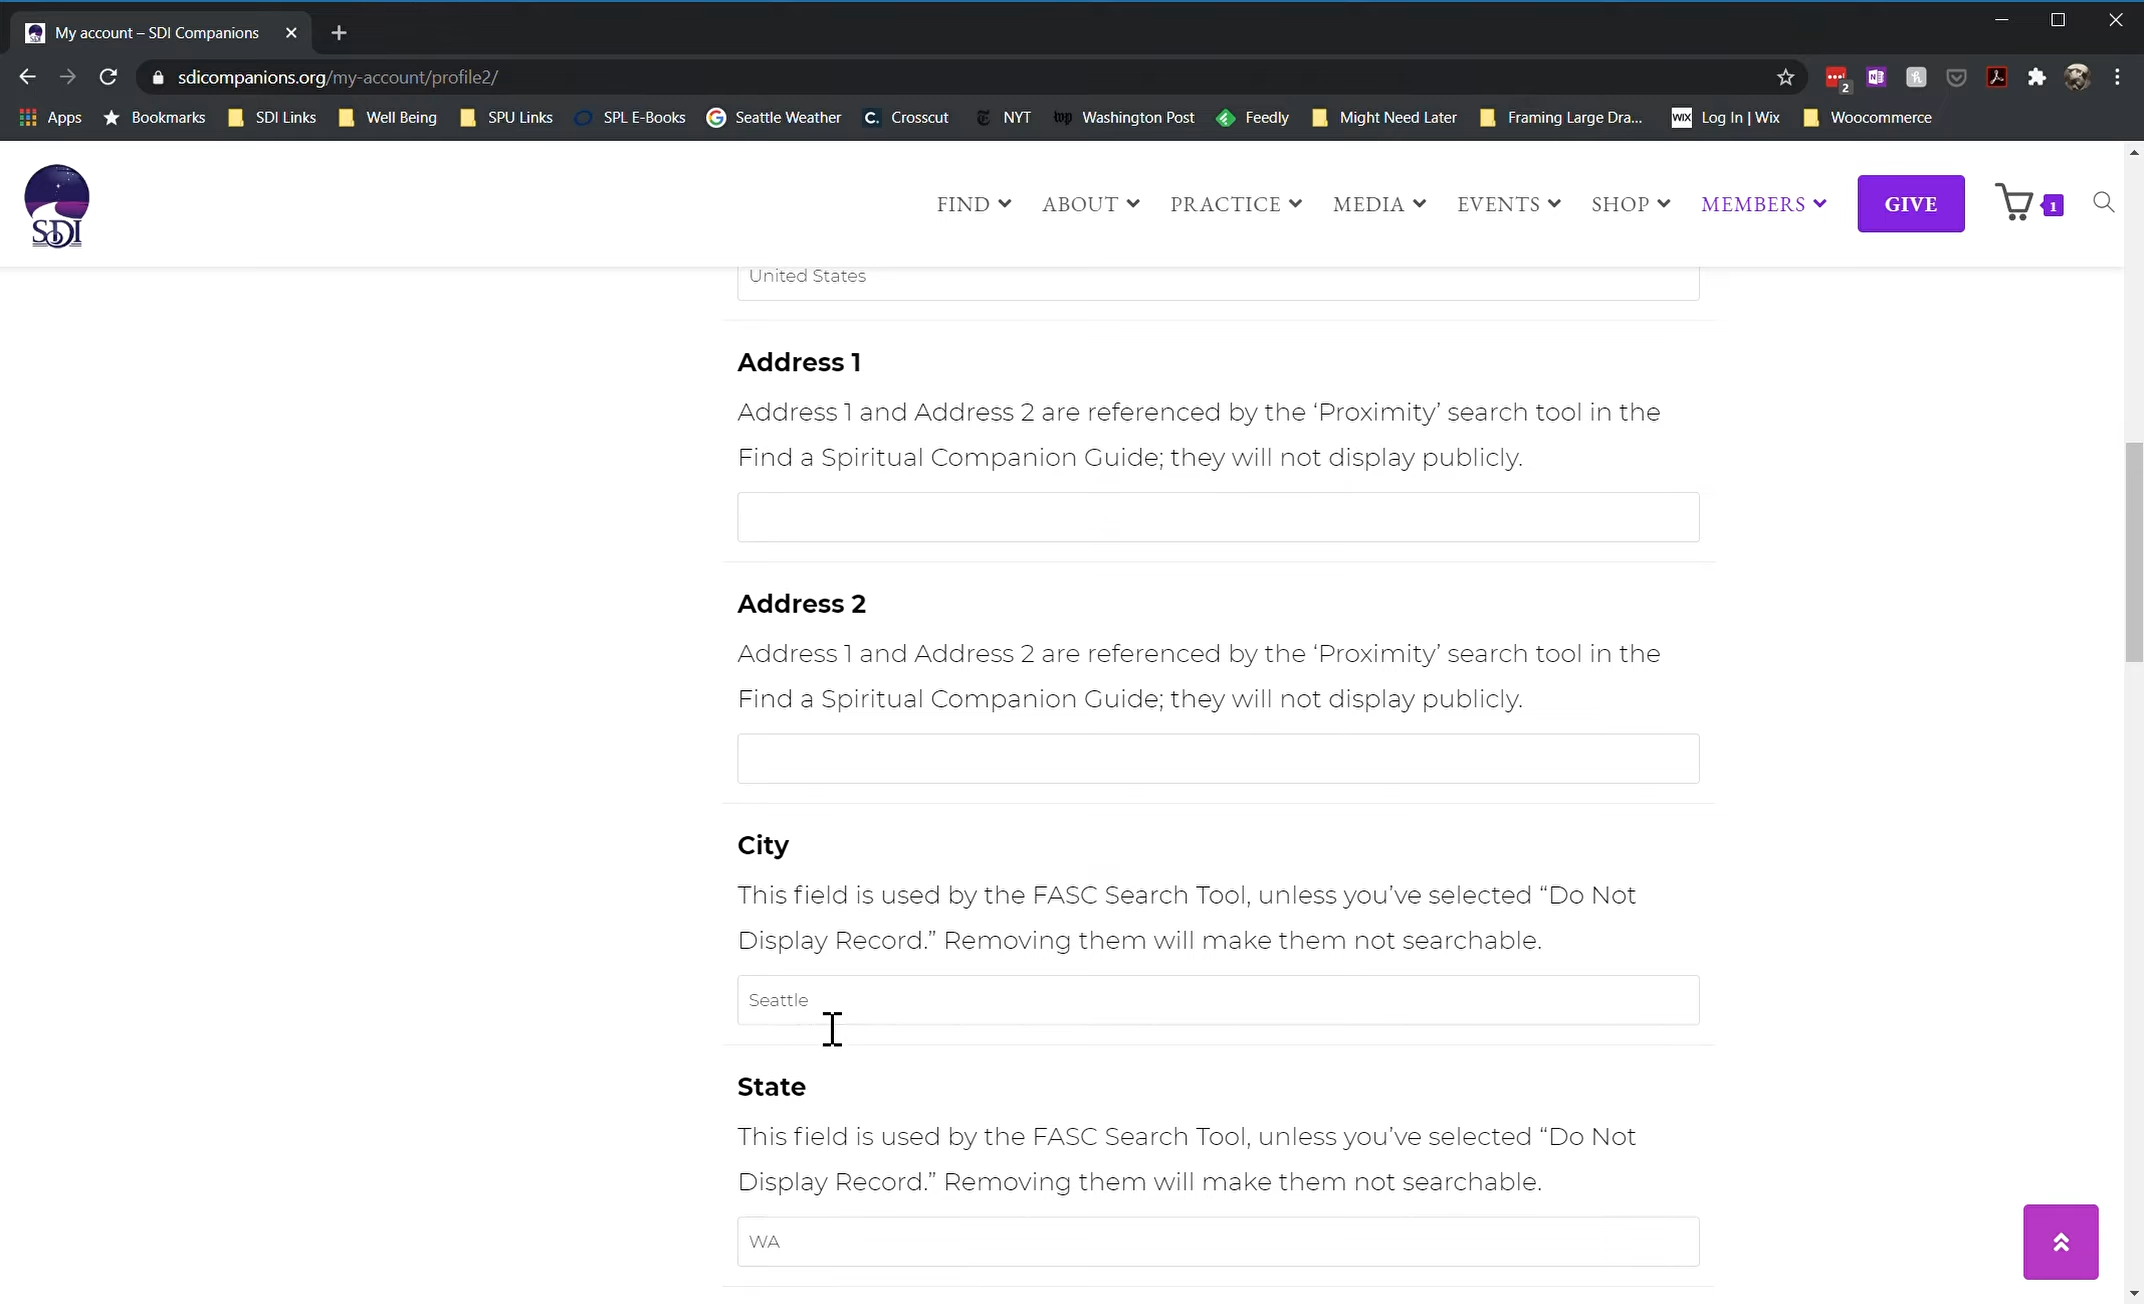 My account – SDI Companions
sdicompanions.org/my-account/profile2/
2
Apps
Bookmarks
SDI Links
Well Being
SPU Links
SPL E-Books
Seattle Weather
C. Crosscut
NYT
wp Washington Post
Feedly
Might Need Later
Framing Large Dra...
WIX Log In | Wix
Woocommerce
SDI
FIND
ABOUT
PRACTICE
MEDIA
EVENTS
SHOP
MEMBERS
GIVE
1
United States
Address 1
Address 1 and Address 2 are referenced by the ‘Proximity’ search tool in the
Find a Spiritual Companion Guide; they will not display publicly.
Address 2
Address 1 and Address 2 are referenced by the ‘Proximity’ search tool in the
Find a Spiritual Companion Guide; they will not display publicly.
City
This field is used by the FASC Search Tool, unless you’ve selected “Do Not
Display Record.” Removing them will make them not searchable.
Seattle
State
This field is used by the FASC Search Tool, unless you’ve selected “Do Not
Display Record.” Removing them will make them not searchable.
WA